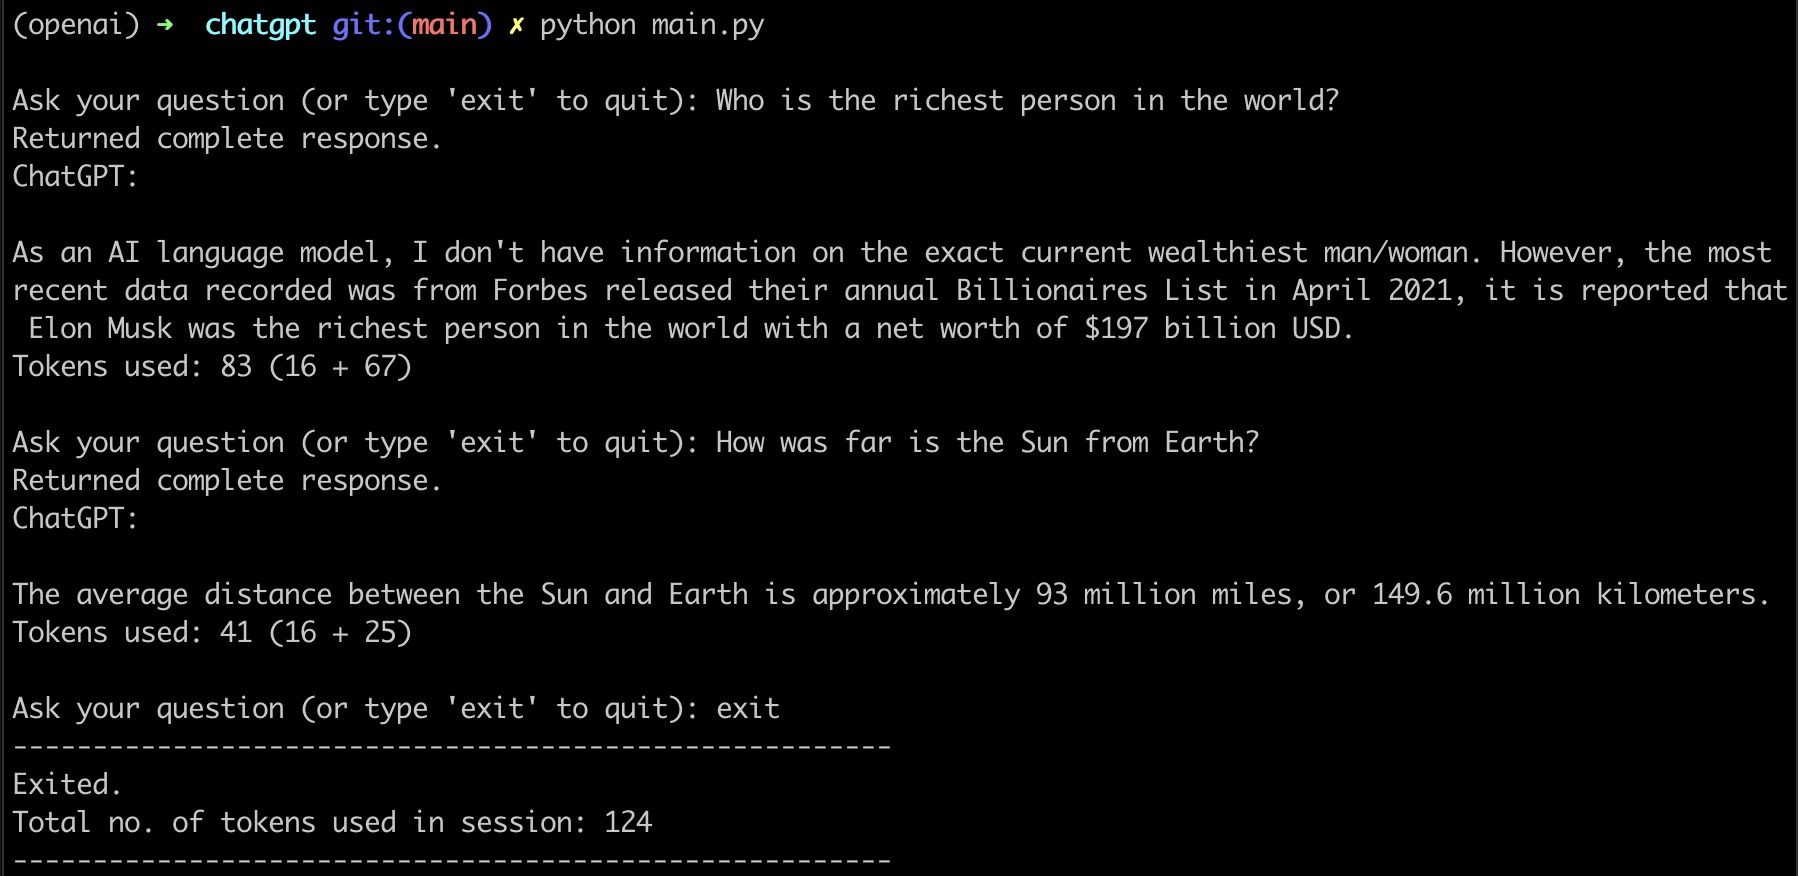 (openai) ➜  chatgpt git:(main) ✗ python main.py
Ask your question (or type 'exit' to quit): Who is the richest person in the world?
Returned complete response.
ChatGPT:
As an AI language model, I don't have information on the exact current wealthiest man/woman. However, the most
recent data recorded was from Forbes released their annual Billionaires List in April 2021, it is reported that
Elon Musk was the richest person in the world with a net worth of $197 billion USD.
Tokens used: 83 (16 + 67)
Ask your question (or type 'exit' to quit): How was far is the Sun from Earth?
Returned complete response.
ChatGPT:
The average distance between the Sun and Earth is approximately 93 million miles, or 149.6 million kilometers.
Tokens used: 41 (16 + 25)
Ask your question (or type 'exit' to quit): exit
-------------------------------------------------------
Exited.
Total no. of tokens used in session: 124
-------------------------------------------------------